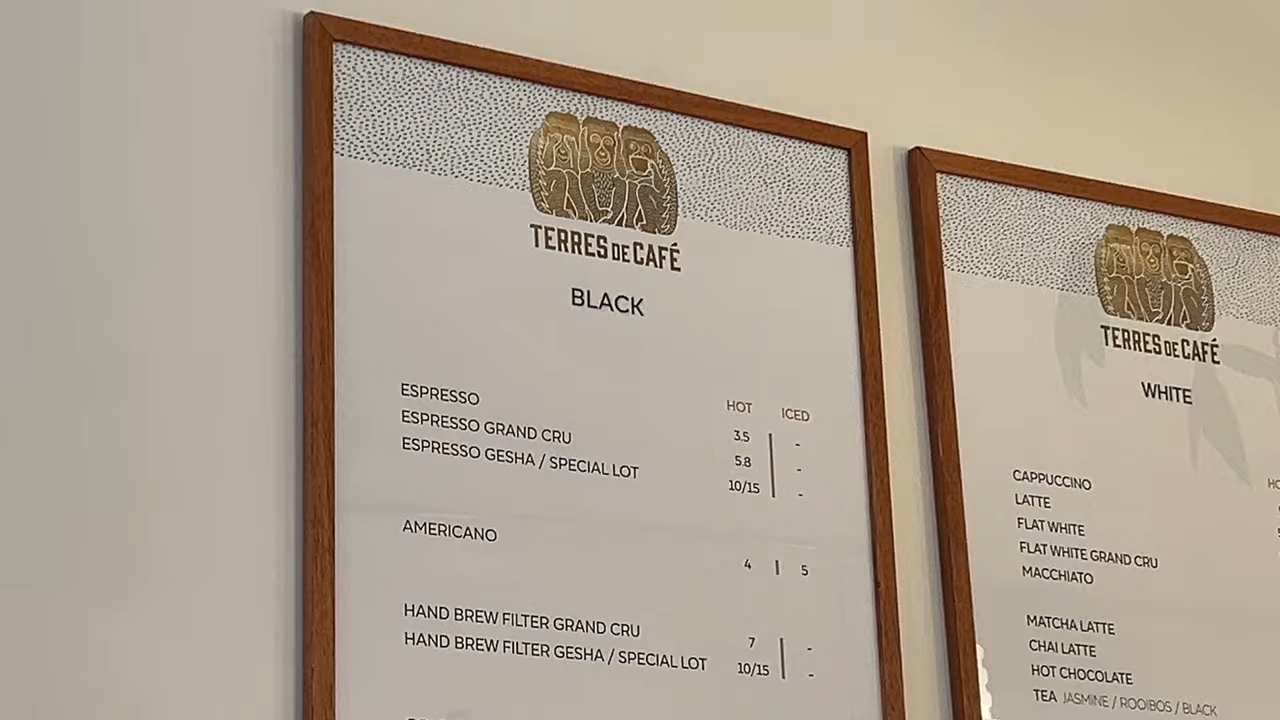 TERRES DE CAFÉ
BLACK
HOT ICED
ESPRESSO 3.5 -
ESPRESSO GRAND CRU 5.8 -
ESPRESSO GESHA / SPECIAL LOT 10/15 -
AMERICANO 4 5
HAND BREW FILTER GRAND CRU 7 -
HAND BREW FILTER GESHA / SPECIAL LOT 10/15 -
TERRES DE CAFÉ
WHITE
CAPPUCCINO
LATTE
FLAT WHITE
FLAT WHITE GRAND CRU
MACCHIATO
MATCHA LATTE
CHAI LATTE
HOT CHOCOLATE
TEA JASMINE / ROOIBOS / BLACK